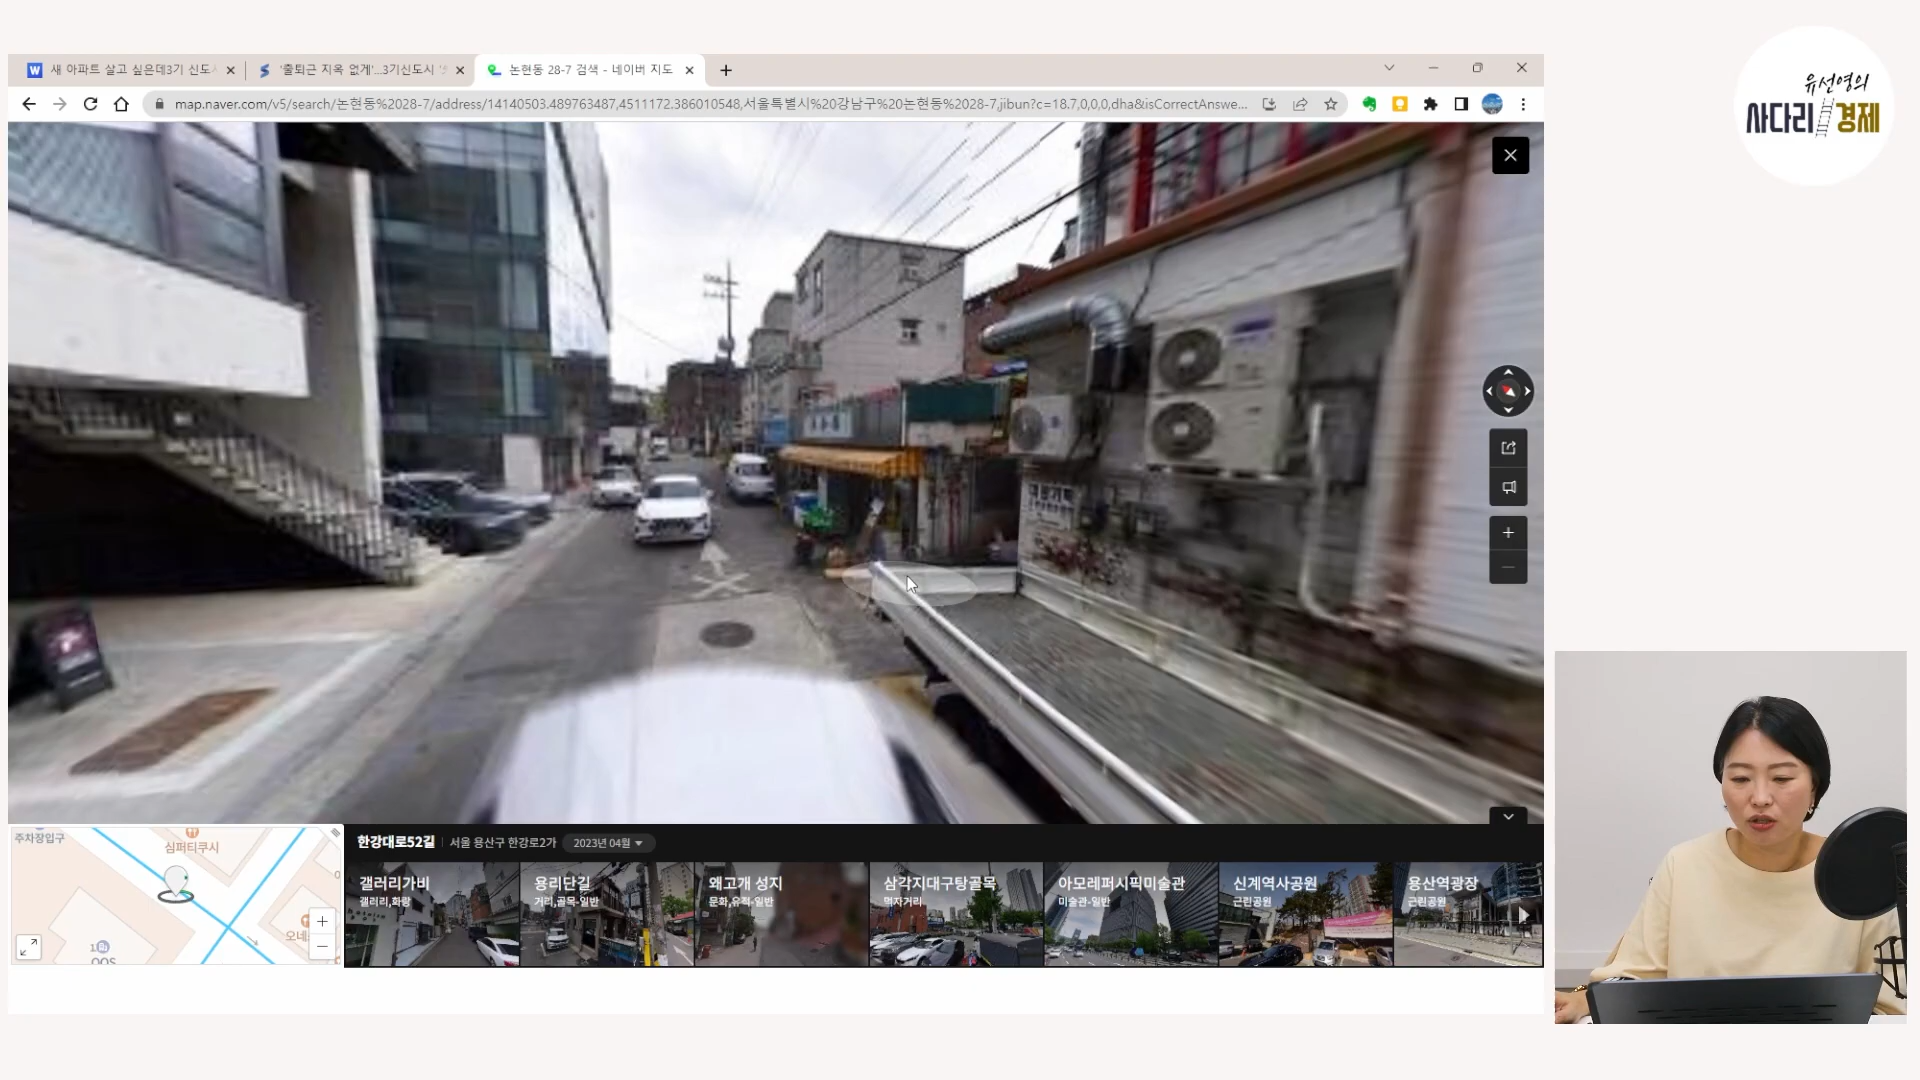 새 아파트 살고 싶은데3기 신도
'출퇴근 지옥 없게'...3기신도시 '
논현동 28-7 검색 - 네이버 지도
map.naver.com/v5/search/논현동%2028-7/address/14140503.489763487,4511172.386010548,서울특별시%20강남구%20논현동%2028-7,jibun?c=18.7,0,0,0,dha&isCorrectAnswe...
유선영의
사다리 경제
주차장입구
심퍼티쿠시
오네
OOS
한강대로52길
서울 용산구 한강로2가
2023년 04월
갤러리가비
갤러리,화랑
용리단길
거리,골목-일반
왜고개 성지
문화,유적-일반
삼각지대구탕골목
먹자거리
아모레퍼시픽미술관
미술관-일반
신계역사공원
근린공원
용산역광장
근린공원